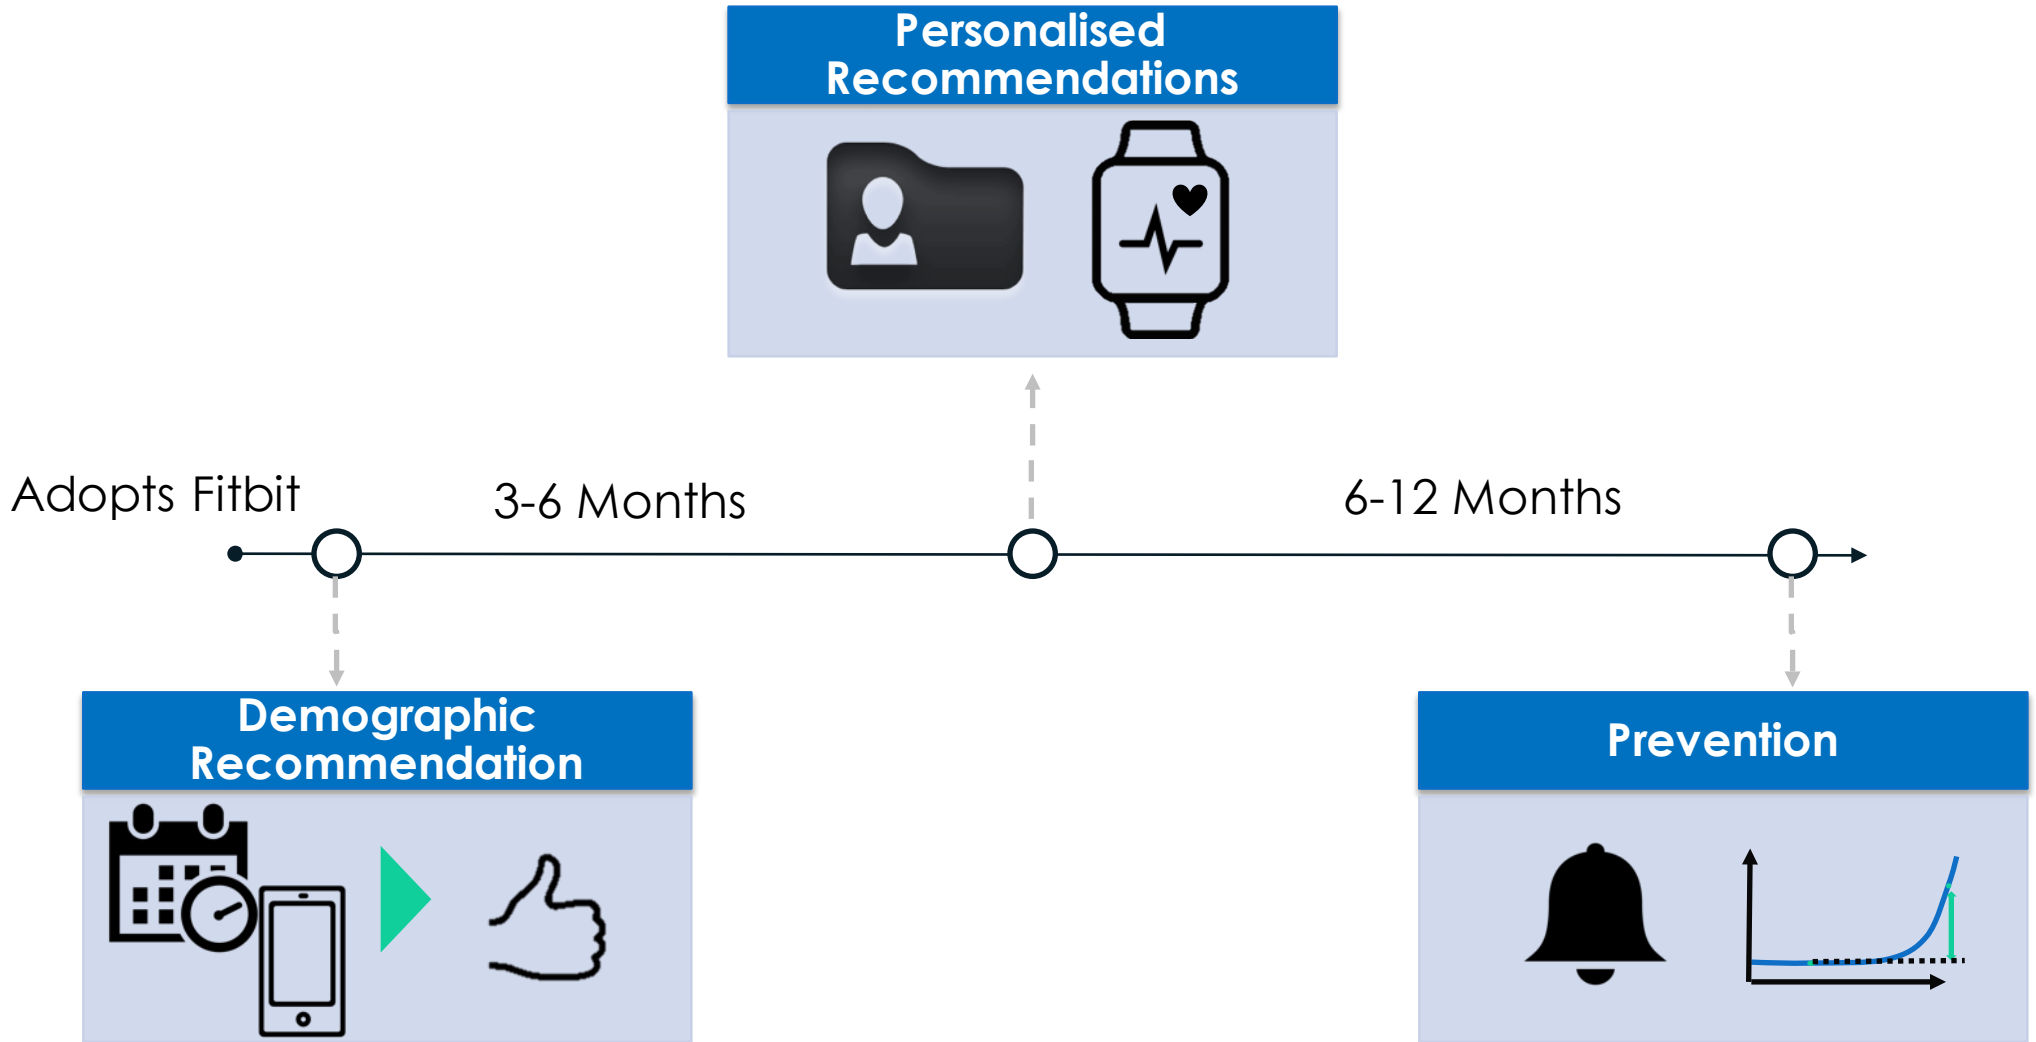 Personalised
Recommendations
Adopts Fitbit
3-6 Months
6-12 Months
Demographic
Recommendation
Prevention